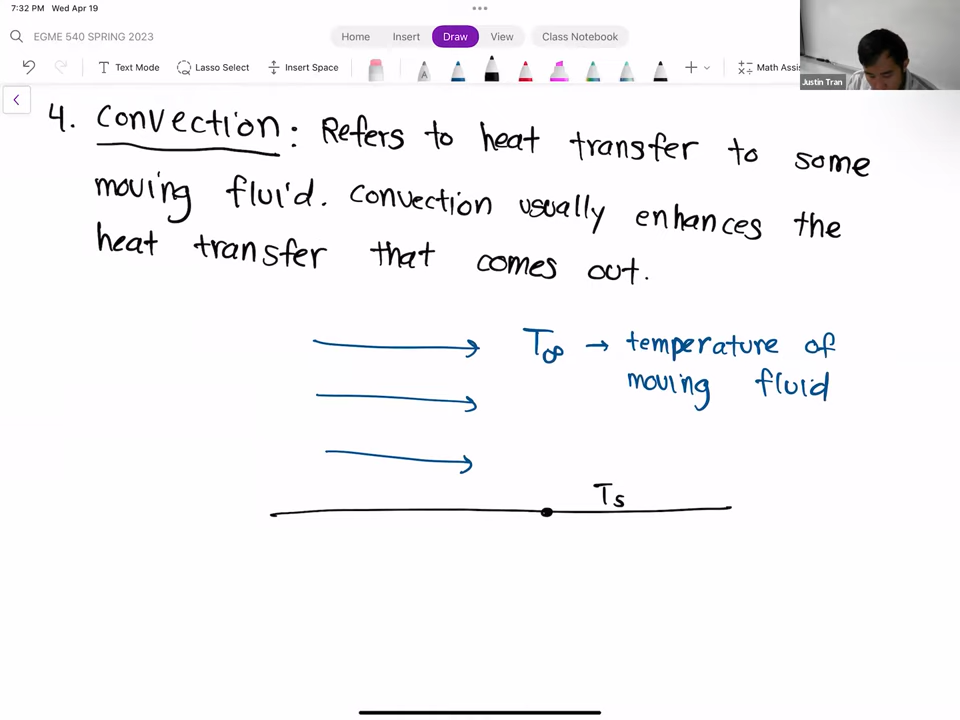 7:32 PM Wed Apr 19
EGME 540 SPRING 2023
Home Insert Draw View Class Notebook
Text Mode Lasso Select Insert Space Math Assis
Justin Tran
4. Convection: Refers to heat transfer to some
moving fluid. Convection usually enhances the
heat transfer that comes out.
T∞ → temperature of
moving fluid
Ts